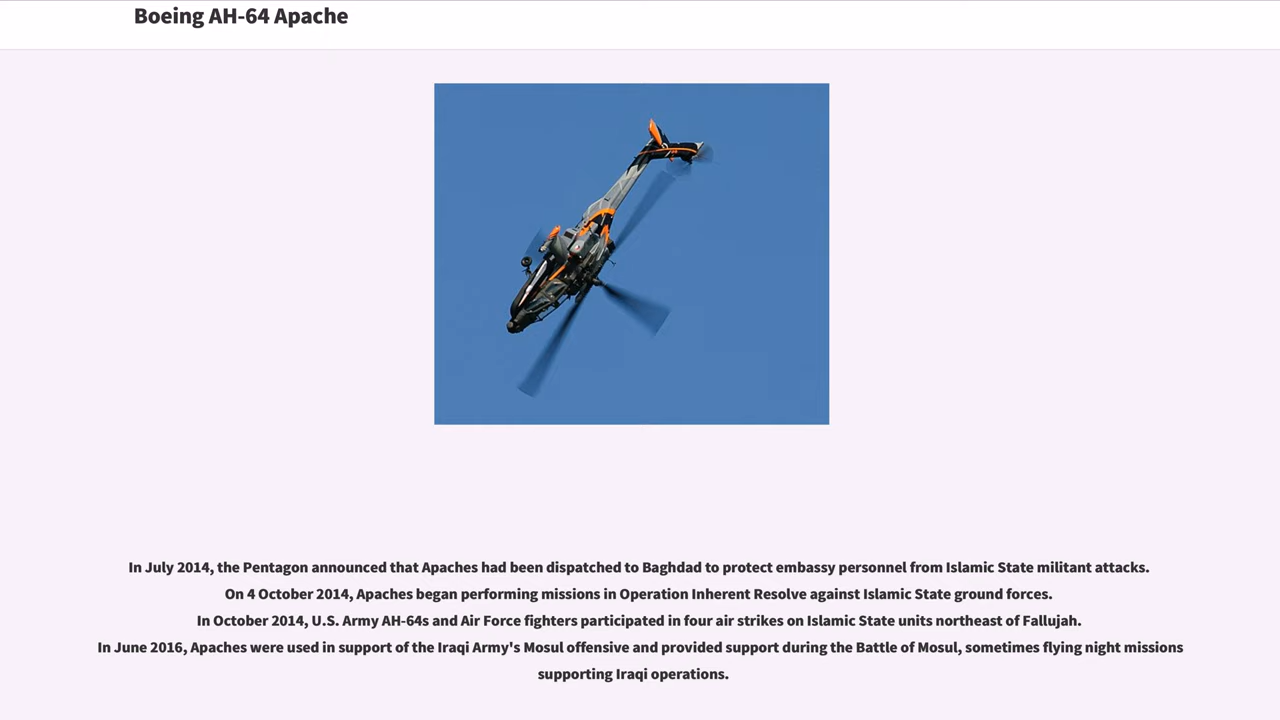 Boeing AH-64 Apache
In July 2014, the Pentagon announced that Apaches had been dispatched to Baghdad to protect embassy personnel from Islamic State militant attacks.
On 4 October 2014, Apaches began performing missions in Operation Inherent Resolve against Islamic State ground forces.
In October 2014, U.S. Army AH-64s and Air Force fighters participated in four air strikes on Islamic State units northeast of Fallujah.
In June 2016, Apaches were used in support of the Iraqi Army's Mosul offensive and provided support during the Battle of Mosul, sometimes flying night missions
supporting Iraqi operations.